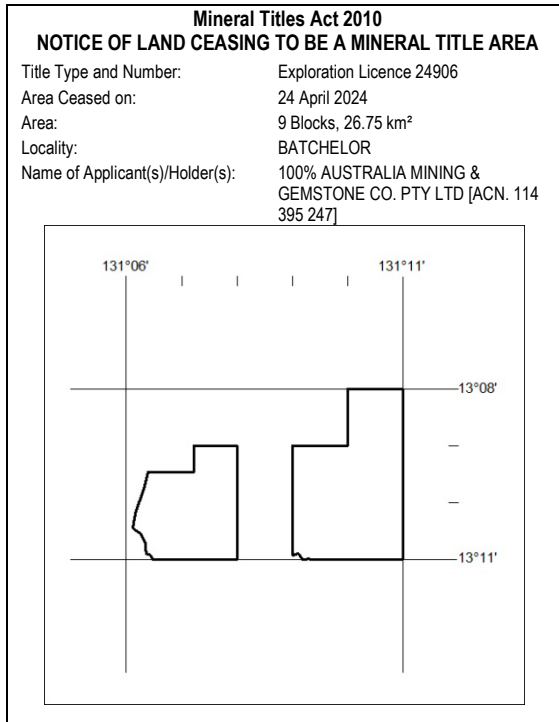 Mineral Titles Act 2010
NOTICE OF LAND CEASING TO BE A MINERAL TITLE AREA
Title Type and Number: Exploration Licence 24906
Area Ceased on: 24 April 2024
Area: 9 Blocks, 26.75 km²
Locality: BATCHELOR
Name of Applicant(s)/Holder(s): 100% AUSTRALIA MINING &
GEMSTONE CO. PTY LTD [ACN. 114
395 247]
131°06' 131°11'
13°08'
13°11'